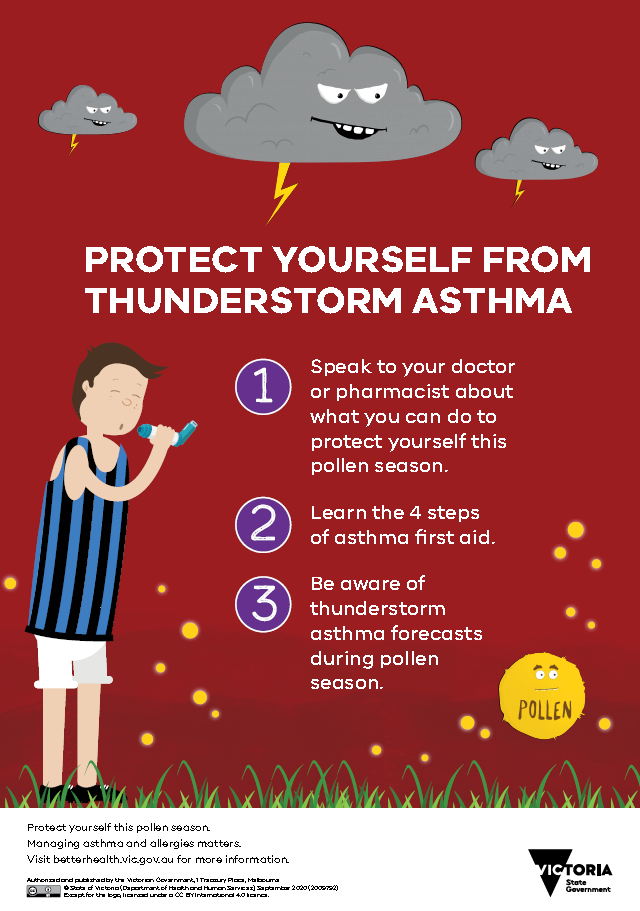 PROTECT YOURSELF FROM
THUNDERSTORM ASTHMA
1
Speak to your doctor
or pharmacist about
what you can do to
protect yourself this
pollen season.
2
Learn the 4 steps
of asthma first aid.
3
Be aware of
thunderstorm
asthma forecasts
during pollen
season.
POLLEN
Protect yourself this pollen season.
Managing asthma and allergies matters.
Visit betterhealth.vic.gov.au for more information.
Authorised and published by the Victorian Government, 1 Treasury Place, Melbourne
© State of Victoria (Department of Health and Human Services) September 2020 (2009792)
Except for the logo, licensed under a CC BY International 4.0 licence.
VICTORIA
State
Government